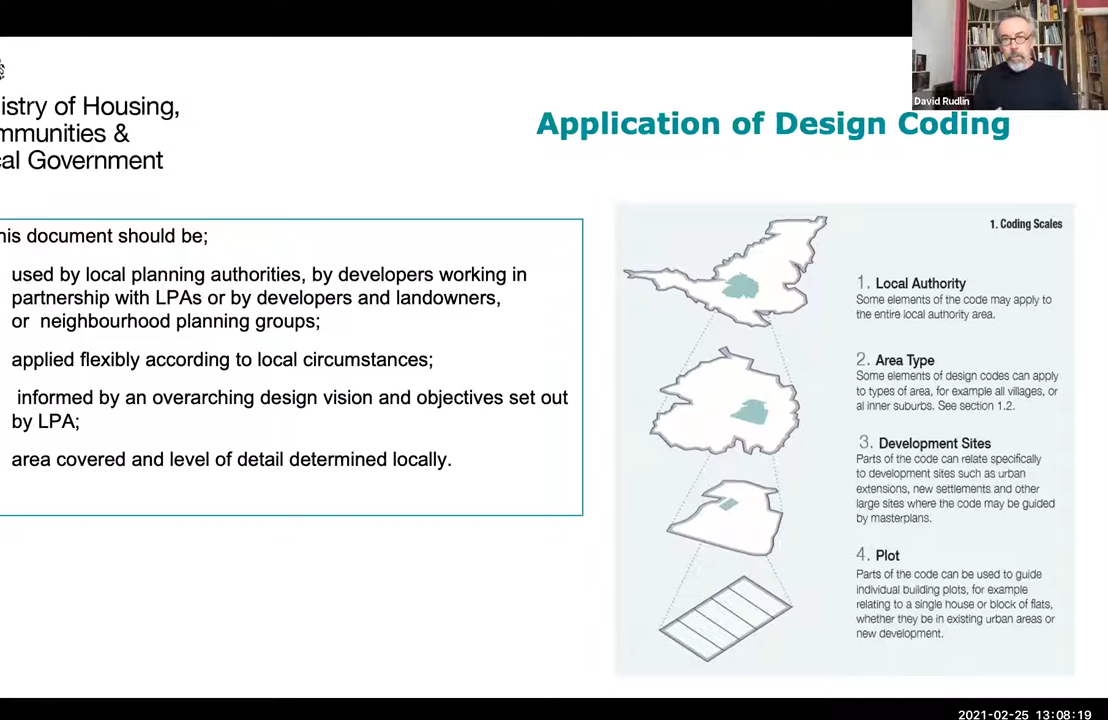 istry of Housing,
mmunities &
cal Government
David Rudlin
Application of Design Coding
his document should be;
used by local planning authorities, by developers working in
partnership with LPAs or by developers and landowners,
or neighbourhood planning groups;
applied flexibly according to local circumstances;
informed by an overarching design vision and objectives set out
by LPA;
area covered and level of detail determined locally.
1. Coding Scales
1. Local Authority
Some elements of the code may apply to
the entire local authority area.
2. Area Type
Some elements of design codes can apply
to types of area, for example all villages, or
al inner suburbs. See section 1.2.
3. Development Sites
Parts of the code can relate specifically
to development sites such as urban
extensions, new settlements and other
large sites where the code may be guided
by masterplans.
4. Plot
Parts of the code can be used to guide
individual building plots, for example
relating to a single house or block of flats,
whether they be in existing urban areas or
new development.
2021-02-25 13:08:19